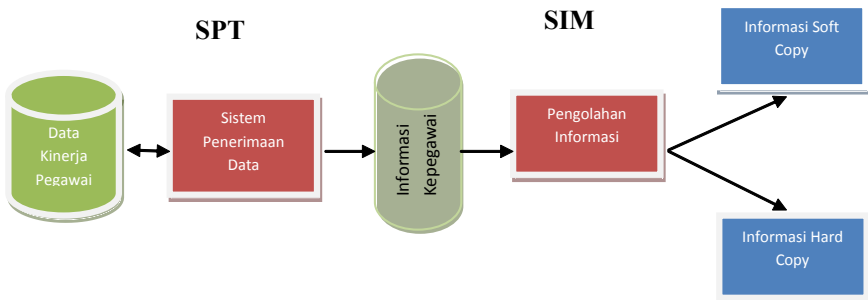 SPT
SIM
Data
Kinerja
Pegawai
Sistem
Penerimaan
Data
Informasi
Kepegawai
Pengolahan
Informasi
Informasi Soft
Copy
Informasi Hard
Copy